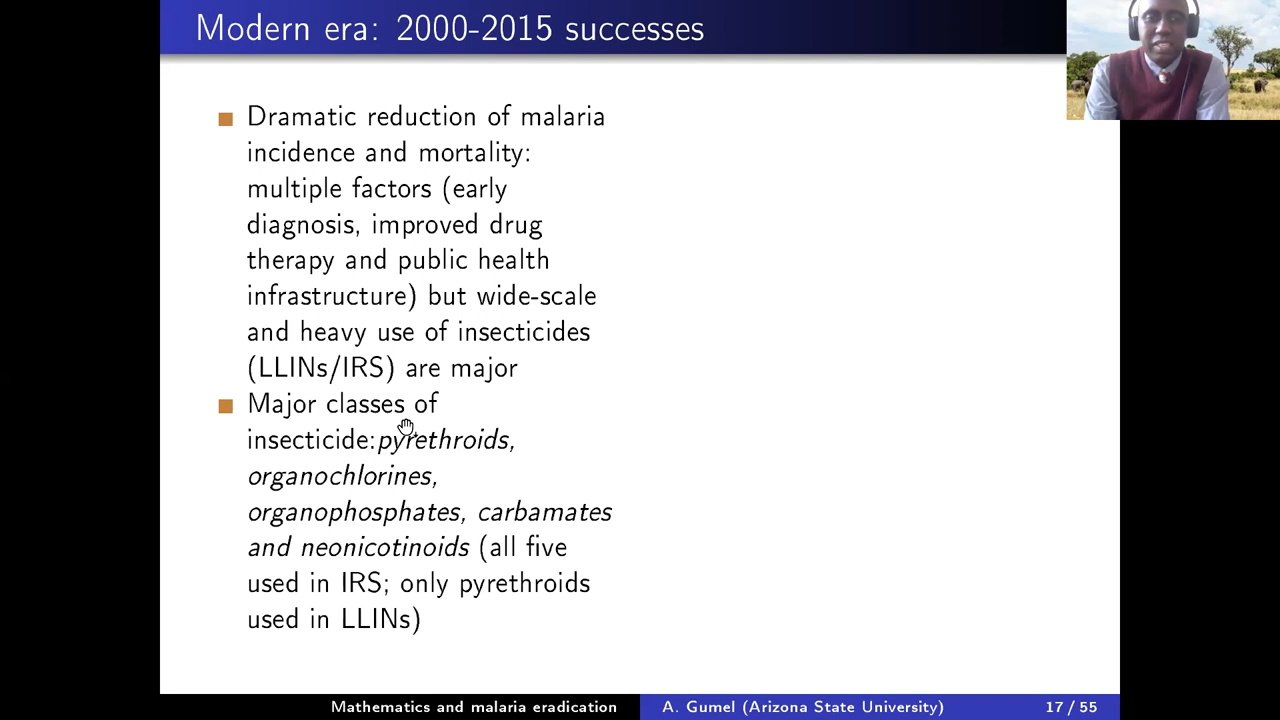 Modern era: 2000-2015 successes
Dramatic reduction of malaria
incidence and mortality:
multiple factors (early
diagnosis, improved drug
therapy and public health
infrastructure) but wide-scale
and heavy use of insecticides
(LLINs/IRS) are major
Major classes of
insecticide:pyrethroids,
organochlorines,
organophosphates, carbamates
and neonicotinoids (all five
used in IRS; only pyrethroids
used in LLINs)
Mathematics and malaria eradication
A. Gumel (Arizona State University)
17 / 55